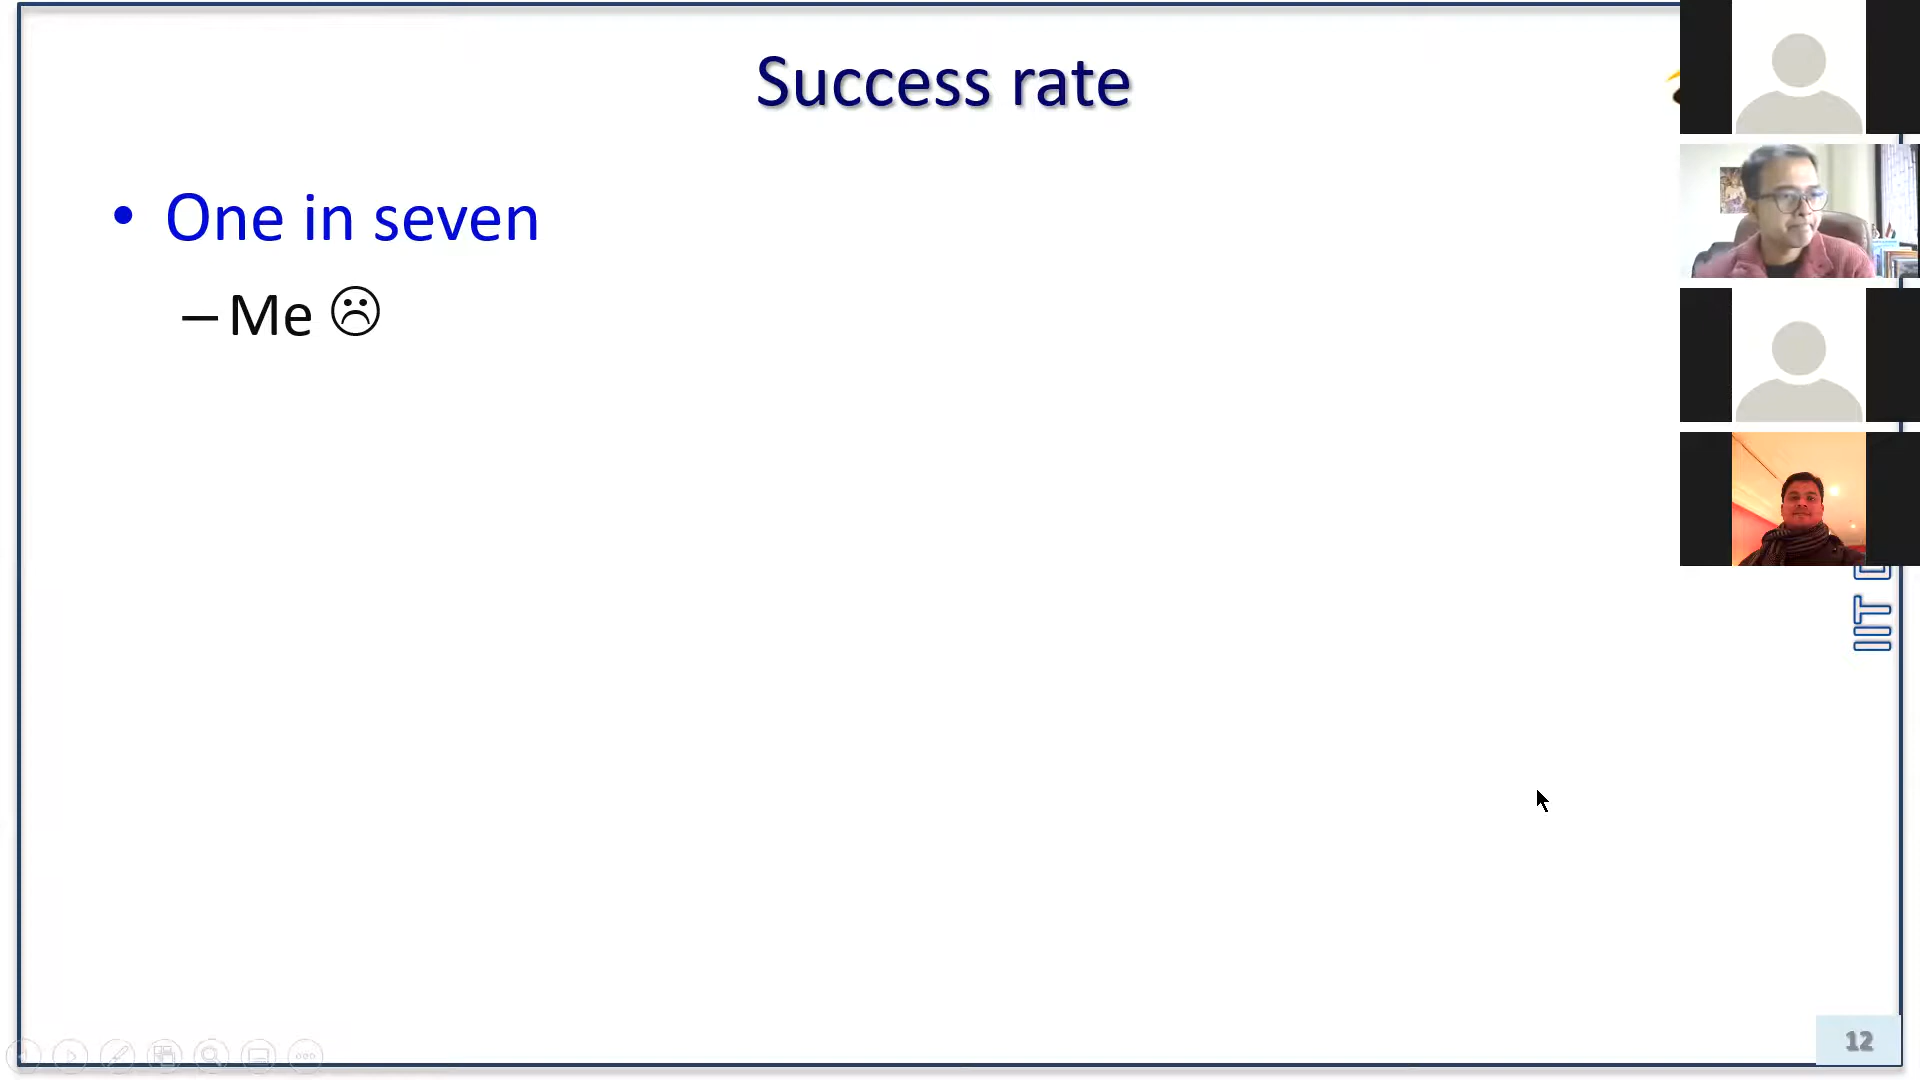 Success rate
• One in seven
– Me ☹
IIT
12